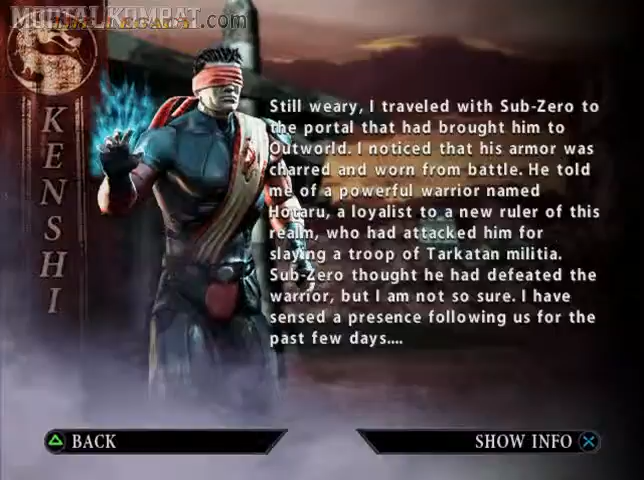 MORTALKOMPAT
.com
KENSHI
Still weary, I traveled with Sub-Zero to
the portal that had brought him to
Outworld. I noticed that his armor was
charred and worn from battle. He told
me of a powerful warrior named
Hotaru, a loyalist to a new ruler of this
realm, who had attacked him for
slaying a troop of Tarkatan militia.
Sub-Zero thought he had defeated the
warrior, but I am not so sure. I have
sensed a presence following us for the
past few days....
BACK
SHOW INFO